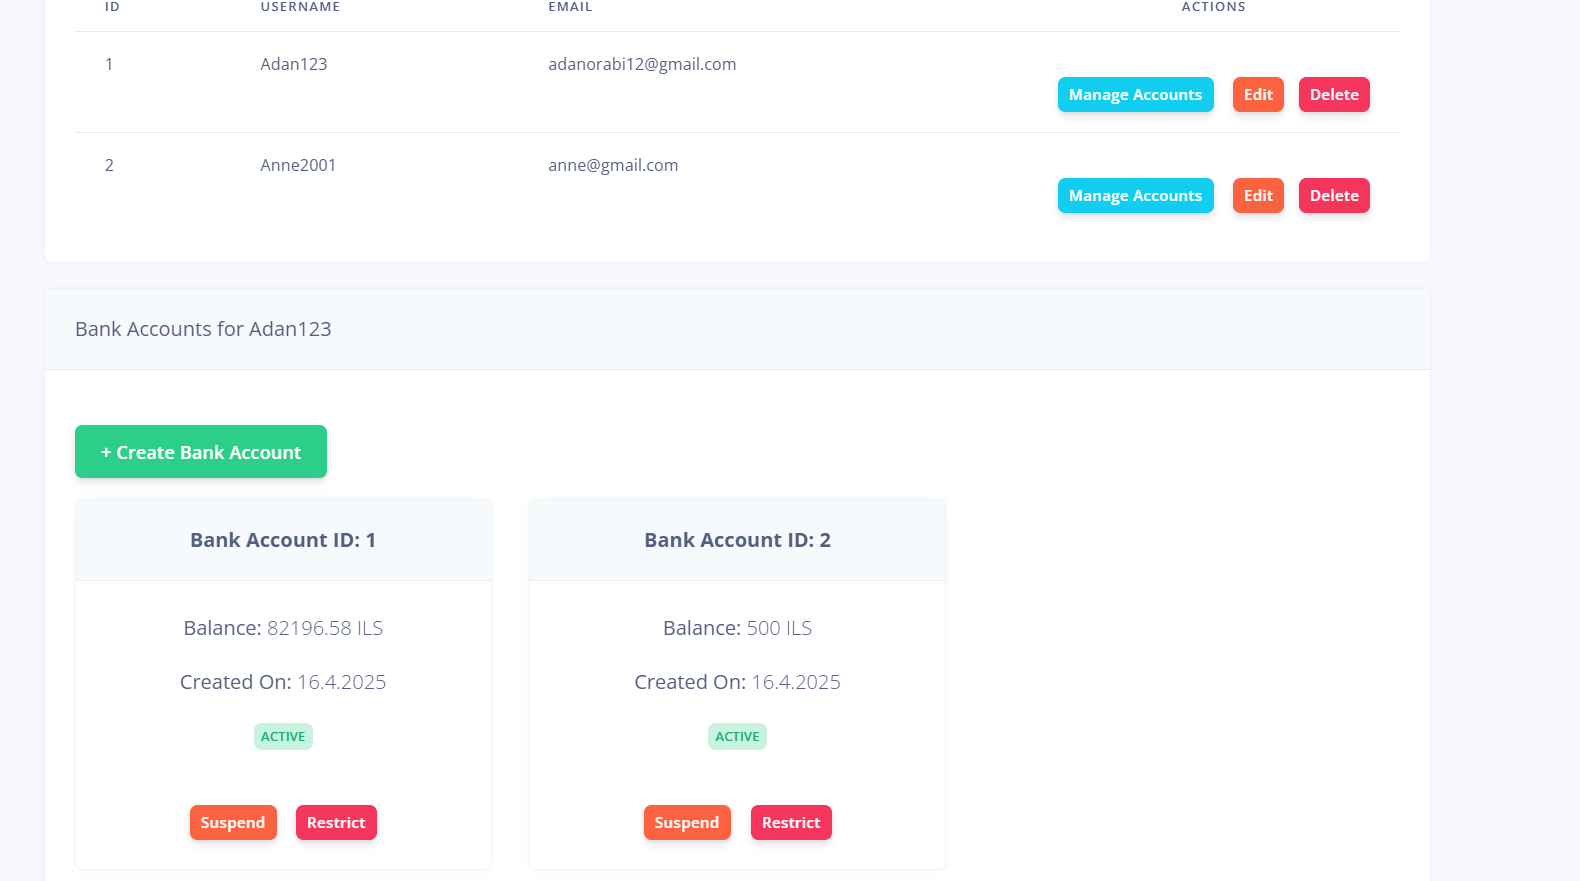 ID USERNAME EMAIL ACTIONS
1 Adan123 adanorabi12@gmail.com
Manage Accounts Edit Delete
2 Anne2001 anne@gmail.com
Manage Accounts Edit Delete
Bank Accounts for Adan123
+ Create Bank Account
Bank Account ID: 1
Balance: 82196.58 ILS
Created On: 16.4.2025
ACTIVE
Suspend Restrict
Bank Account ID: 2
Balance: 500 ILS
Created On: 16.4.2025
ACTIVE
Suspend Restrict